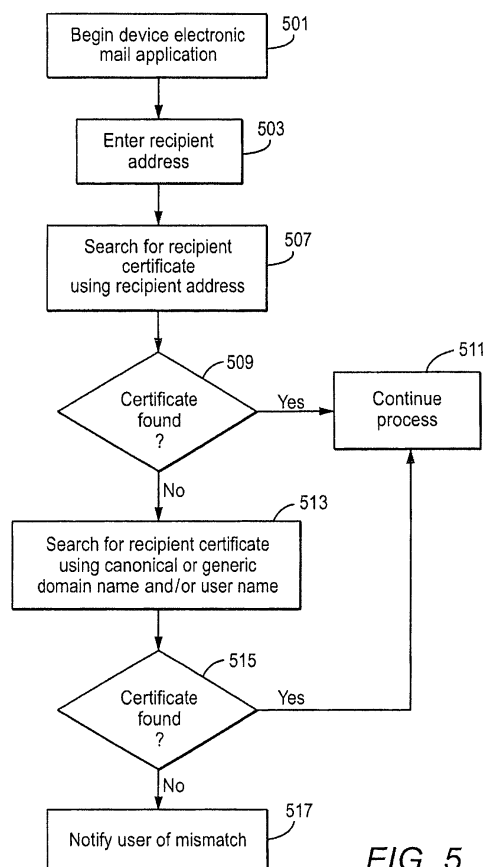 Begin device electronic
mail application
501
Enter recipient
address
503
Search for recipient
certificate
using recipient address
507
509
Certificate
found
?
Yes
511
Continue
process
No
513
Search for recipient certificate
using canonical or generic
domain name and/or user name
515
Certificate
found
?
Yes
No
517
Notify user of mismatch
FIG. 5